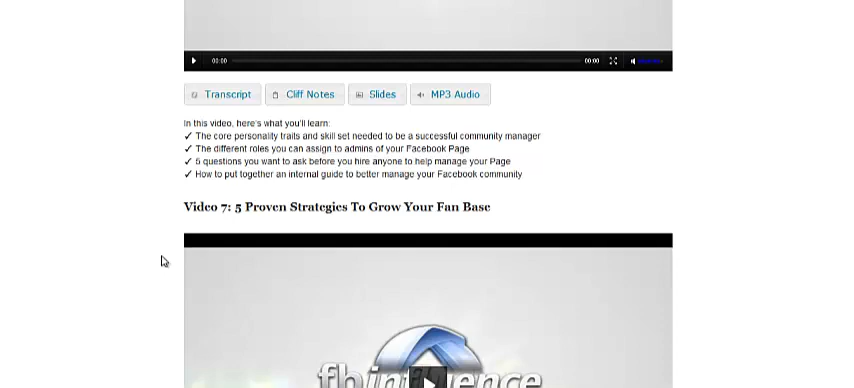 00:00 00:00
Transcript Cliff Notes Slides MP3 Audio
In this video, here's what you'll learn:
✓ The core personality traits and skill set needed to be a successful community manager
✓ The different roles you can assign to admins of your Facebook Page
✓ 5 questions you want to ask before you hire anyone to help manage your Page
✓ How to put together an internal guide to better manage your Facebook community
Video 7: 5 Proven Strategies To Grow Your Fan Base
fbinfluence